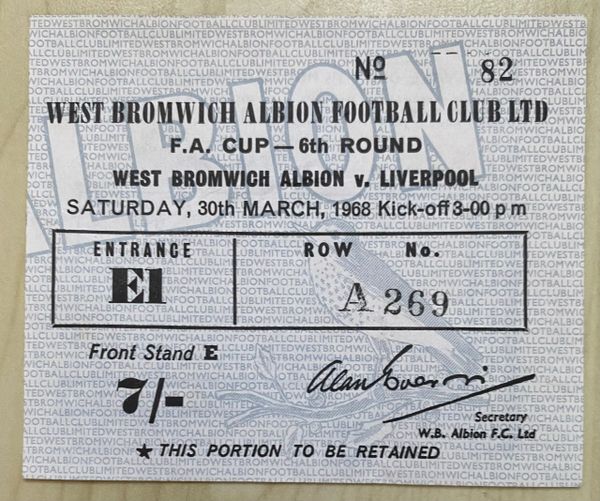 ALBION
Nº 82
WEST BROMWICH ALBION FOOTBALL CLUB LTD
F.A. CUP — 6th ROUND
WEST BROMWICH ALBION v. LIVERPOOL
SATURDAY, 30th MARCH, 1968 Kick-off 3-00 p m
ENTRANCE ROW No.
E1 A 269
Front Stand E
7/-
Secretary
W.B. Albion F.C. Ltd
★ THIS PORTION TO BE RETAINED